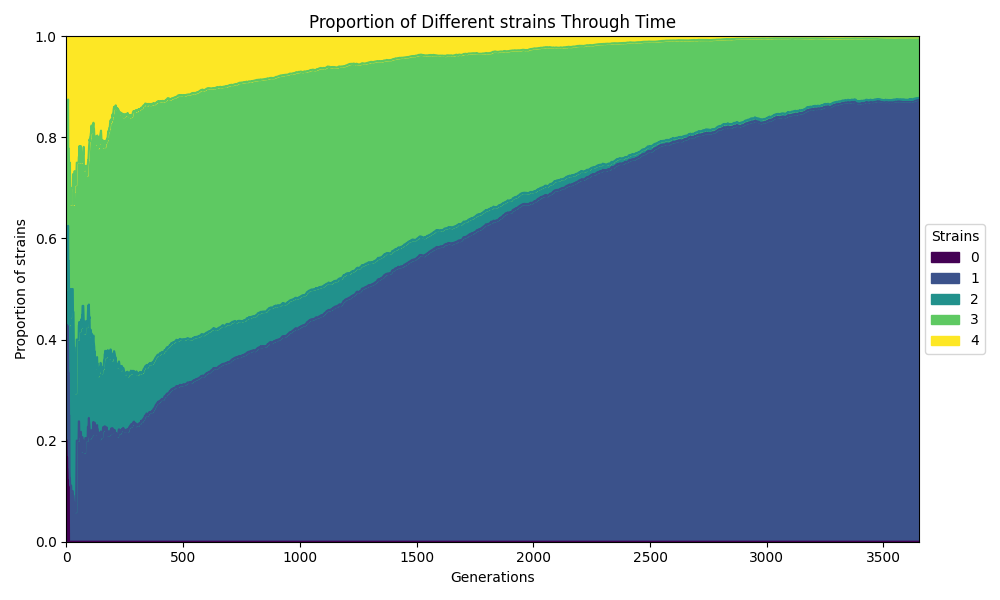 Proportion of Different strains Through Time
Proportion of strains
1.0
0.8
0.6
0.4
0.2
0.0
0 500 1000 1500 2000 2500 3000 3500
Generations
Strains
0
1
2
3
4